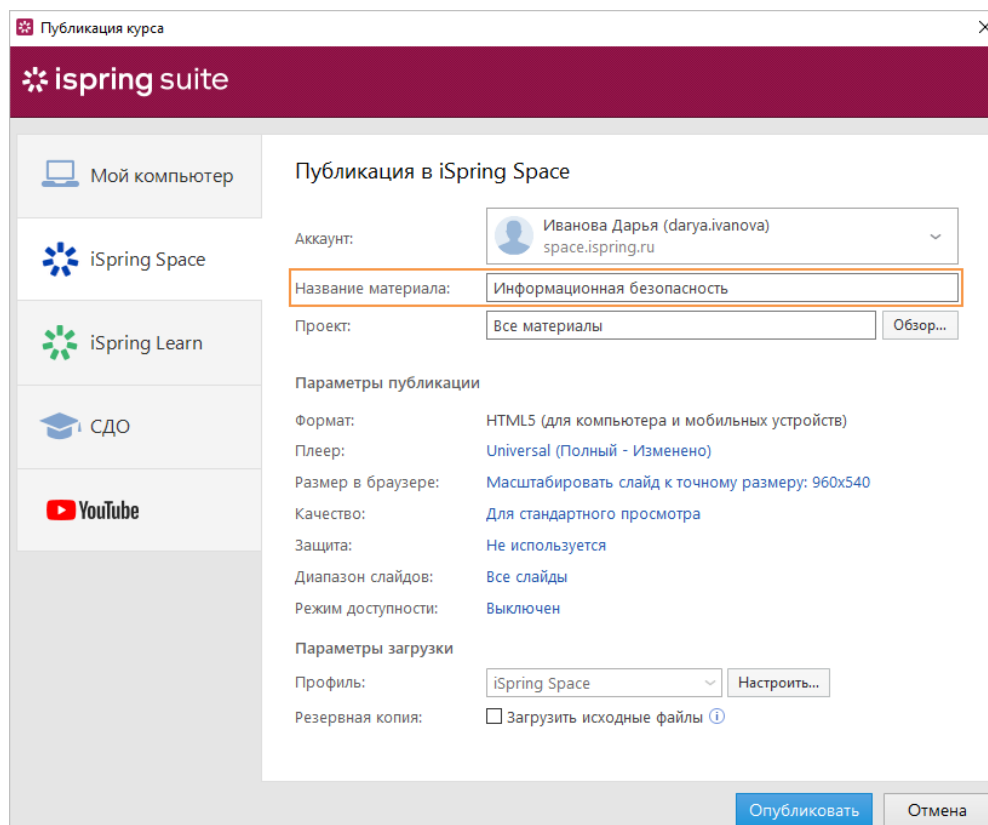 Публикация курса
ispring suite
Мой компьютер
iSpring Space
iSpring Learn
СДО
YouTube
Публикация в iSpring Space
Аккаунт:
Иванова Дарья (darya.ivanova)
space.ispring.ru
Название материала: Информационная безопасность
Проект: Все материалы Обзор...
Параметры публикации
Формат: HTML5 (для компьютера и мобильных устройств)
Плеер: Universal (Полный - Изменено)
Размер в браузере: Масштабировать слайд к точному размеру: 960x540
Качество: Для стандартного просмотра
Защита: Не используется
Диапазон слайдов: Все слайды
Режим доступности: Выключен
Параметры загрузки
Профиль: iSpring Space Настроить...
Резервная копия: Загрузить исходные файлы
Опубликовать Отмена